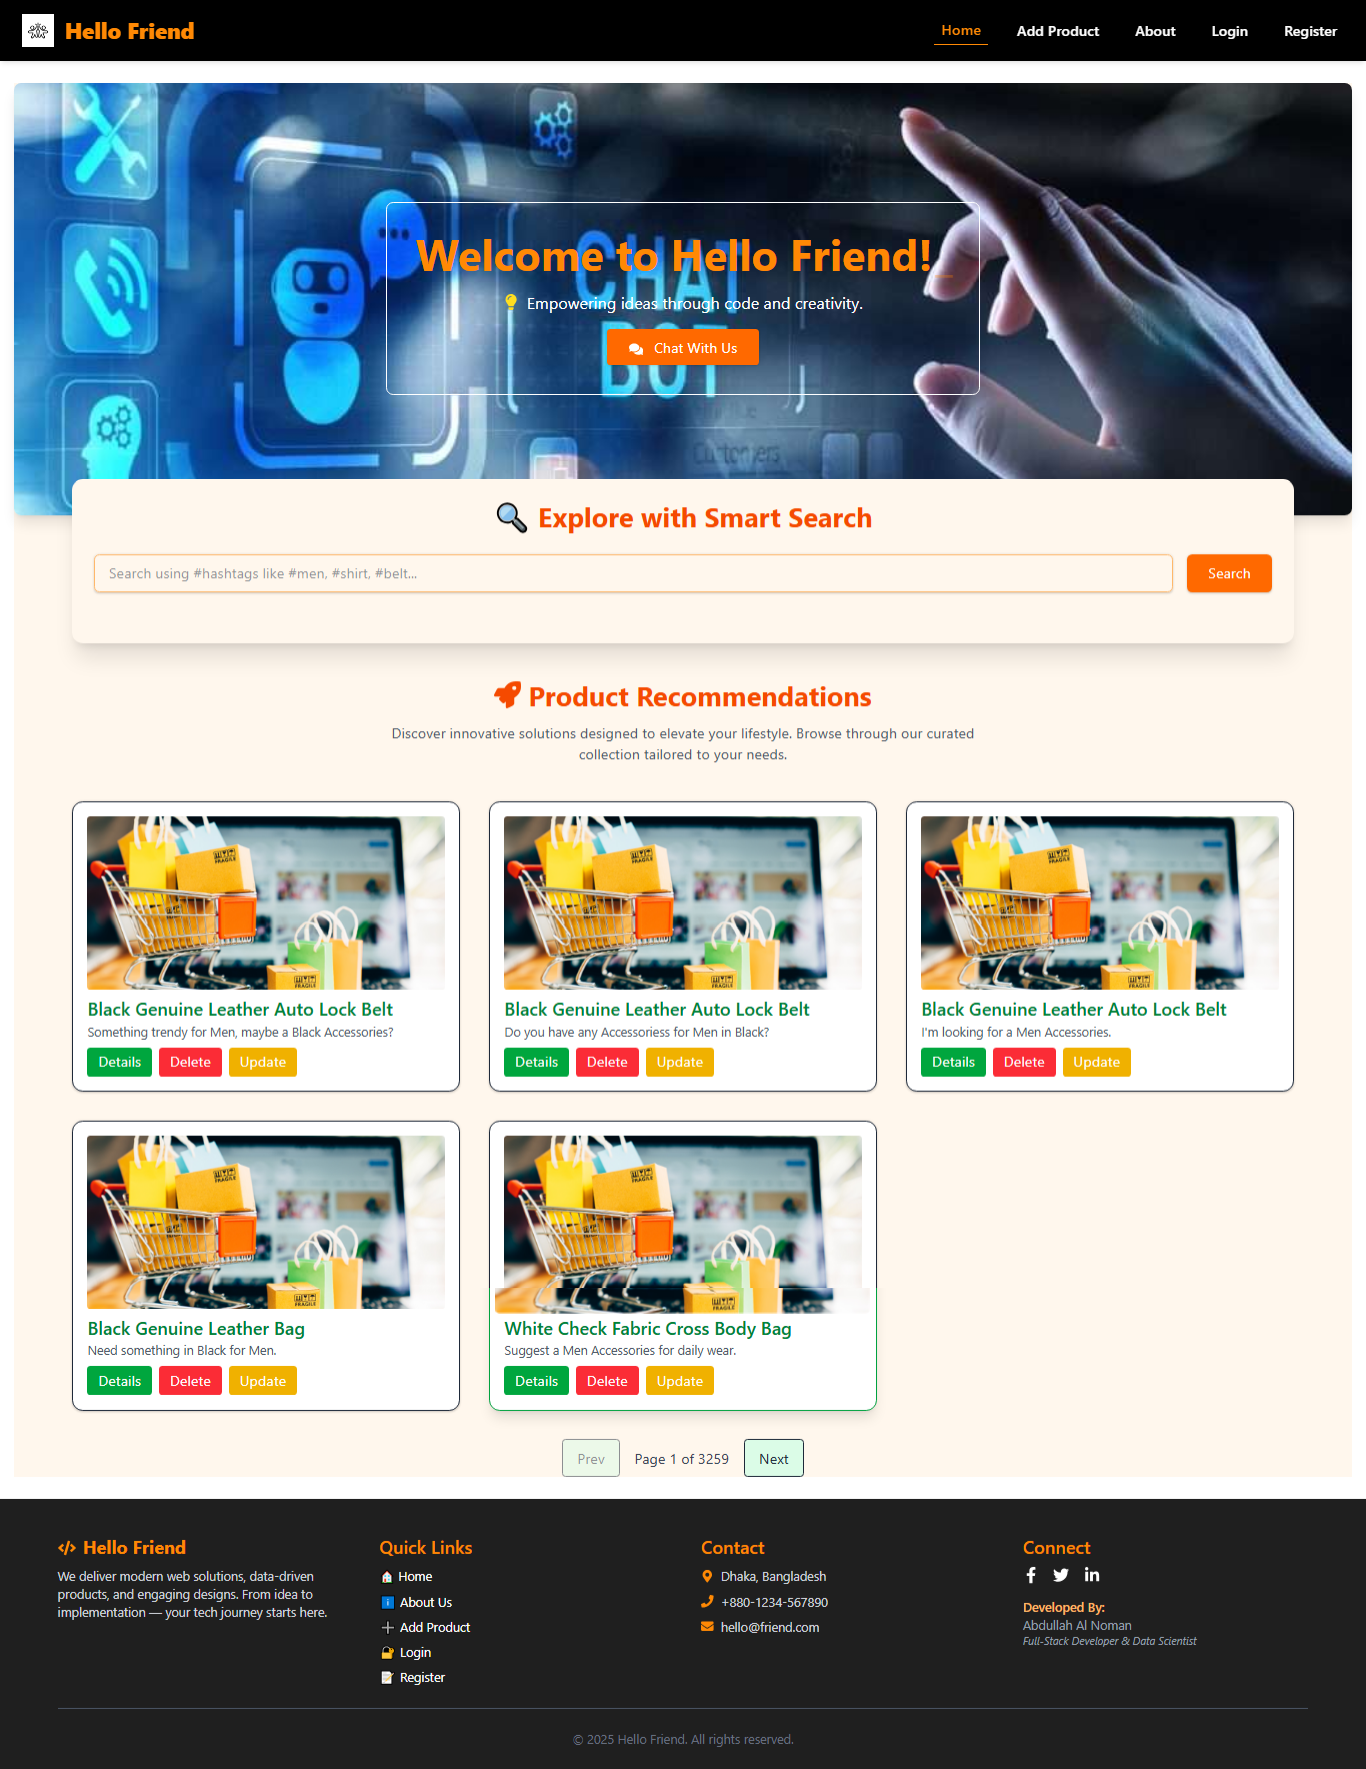 Hello Friend
Home Add Product About Login Register
CHAT
BOT
Customers
Welcome to Hello Friend!_
Empowering ideas through code and creativity.
Chat With Us
Explore with Smart Search
Search using #hashtags like #men, #shirt, #belt...
Search
Product Recommendations
Discover innovative solutions designed to elevate your lifestyle. Browse through our curated
collection tailored to your needs.
FRAGILE
Black Genuine Leather Auto Lock Belt
Something trendy for Men, maybe a Black Accessories?
Details Delete Update
FRAGILE
Black Genuine Leather Auto Lock Belt
Do you have any Accessoriess for Men in Black?
Details Delete Update
FRAGILE
Black Genuine Leather Auto Lock Belt
I'm looking for a Men Accessories.
Details Delete Update
FRAGILE
Black Genuine Leather Bag
Need something in Black for Men.
Details Delete Update
FRAGILE
White Check Fabric Cross Body Bag
Suggest a Men Accessories for daily wear.
Details Delete Update
Prev Page 1 of 3259 Next
Hello Friend
We deliver modern web solutions, data-driven
products, and engaging designs. From idea to
implementation — your tech journey starts here.
Quick Links
Home
About Us
Add Product
Login
Register
Contact
Dhaka, Bangladesh
+880-1234-567890
hello@friend.com
Connect
Developed By:
Abdullah Al Noman
Full-Stack Developer & Data Scientist
© 2025 Hello Friend. All rights reserved.